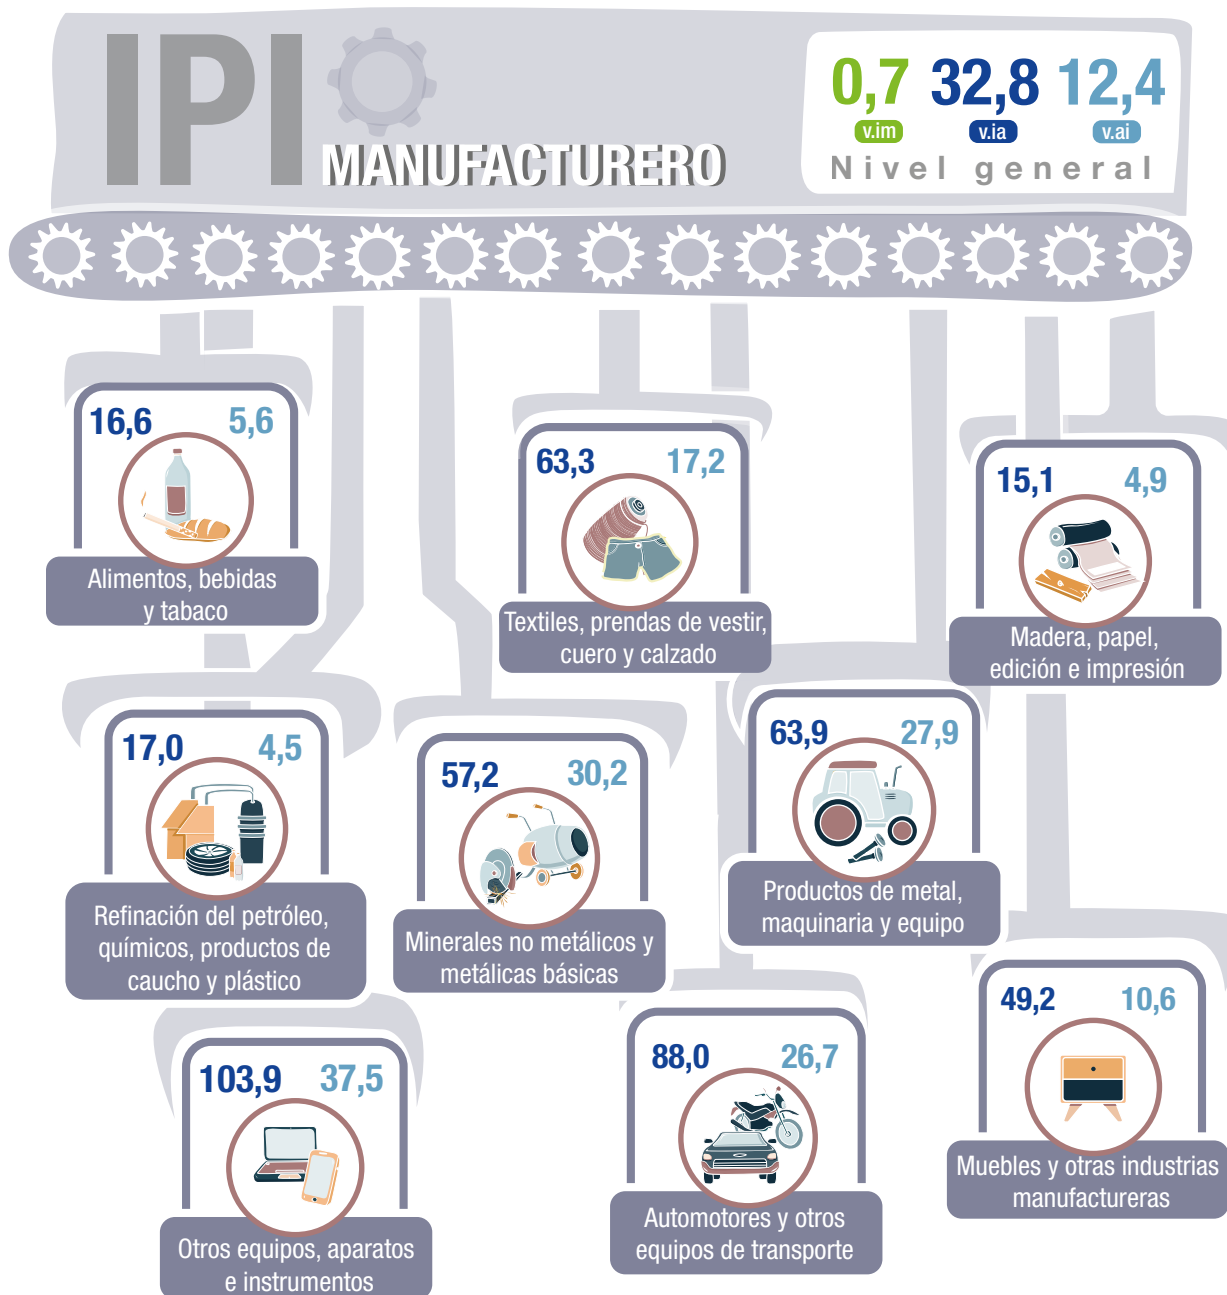 IPI
MANUFACTURERO
0,7 32,8 12,4
v.im v.ia v.ai
Nivel general
16,6 5,6
Alimentos, bebidas
y tabaco
63,3 17,2
Textiles, prendas de vestir,
cuero y calzado
15,1 4,9
Madera, papel,
edición e impresión
17,0 4,5
Refinación del petróleo,
químicos, productos de
caucho y plástico
57,2 30,2
Minerales no metálicos y
metálicas básicas
63,9 27,9
Productos de metal,
maquinaria y equipo
103,9 37,5
Otros equipos, aparatos
e instrumentos
88,0 26,7
Automotores y otros
equipos de transporte
49,2 10,6
Muebles y otras industrias
manufactureras